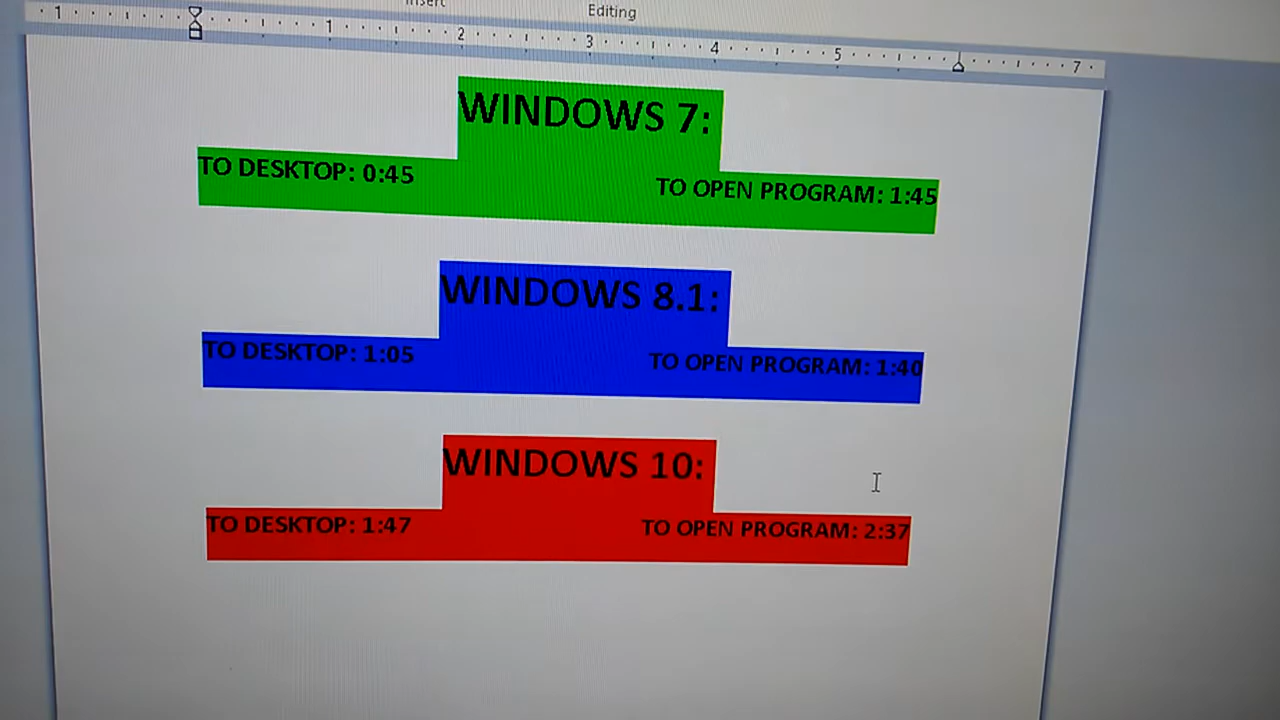 Insert Editing
1 1 2 3 4 5 7
WINDOWS 7:
TO DESKTOP: 0:45 TO OPEN PROGRAM: 1:45
WINDOWS 8.1:
TO DESKTOP: 1:05 TO OPEN PROGRAM: 1:40
WINDOWS 10:
TO DESKTOP: 1:47 TO OPEN PROGRAM: 2:37